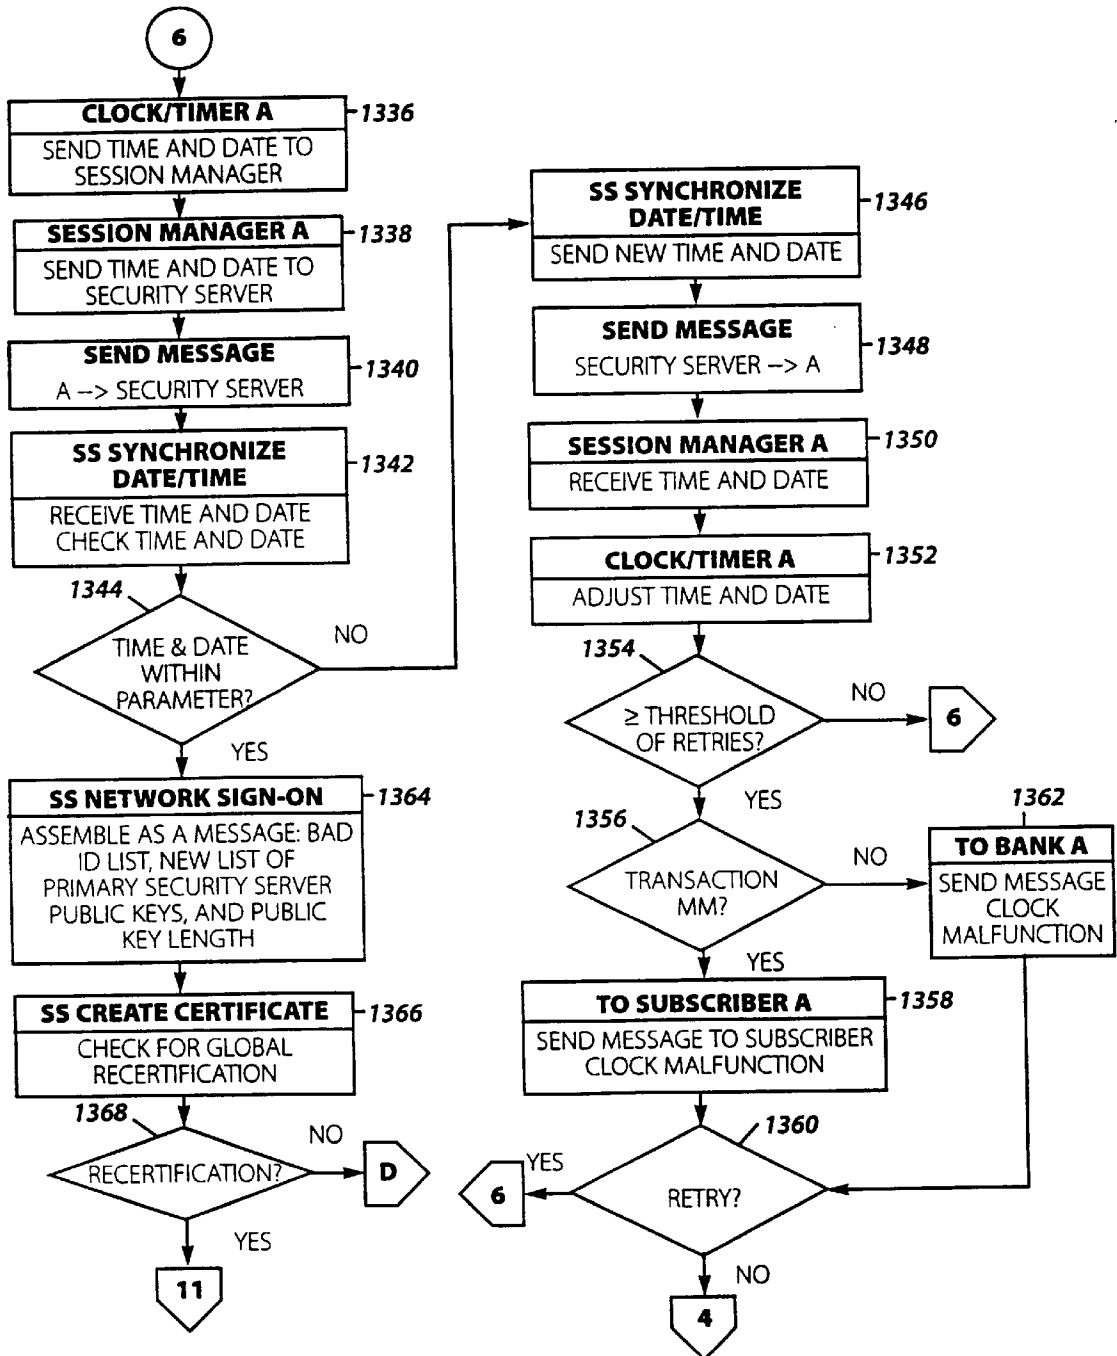 6
CLOCK/TIMER A
1336
SEND TIME AND DATE TO
SESSION MANAGER
SESSION MANAGER A
1338
SEND TIME AND DATE TO
SECURITY SERVER
SEND MESSAGE
1340
A --> SECURITY SERVER
SS SYNCHRONIZE
DATE/TIME
1342
RECEIVE TIME AND DATE
CHECK TIME AND DATE
1344
TIME & DATE
WITHIN
PARAMETER?
NO
YES
SS NETWORK SIGN-ON
1364
ASSEMBLE AS A MESSAGE: BAD
ID LIST, NEW LIST OF
PRIMARY SECURITY SERVER
PUBLIC KEYS, AND PUBLIC
KEY LENGTH
SS CREATE CERTIFICATE
1366
CHECK FOR GLOBAL
RECERTIFICATION
1368
RECERTIFICATION?
NO
D
YES
11
SS SYNCHRONIZE
DATE/TIME
1346
SEND NEW TIME AND DATE
SEND MESSAGE
1348
SECURITY SERVER --> A
SESSION MANAGER A
1350
RECEIVE TIME AND DATE
CLOCK/TIMER A
1352
ADJUST TIME AND DATE
1354
≥ THRESHOLD
OF RETRIES?
NO
6
YES
1356
TRANSACTION
MM?
NO
1362
TO BANK A
SEND MESSAGE
CLOCK
MALFUNCTION
YES
TO SUBSCRIBER A
1358
SEND MESSAGE TO SUBSCRIBER
CLOCK MALFUNCTION
1360
RETRY?
YES
6
NO
4